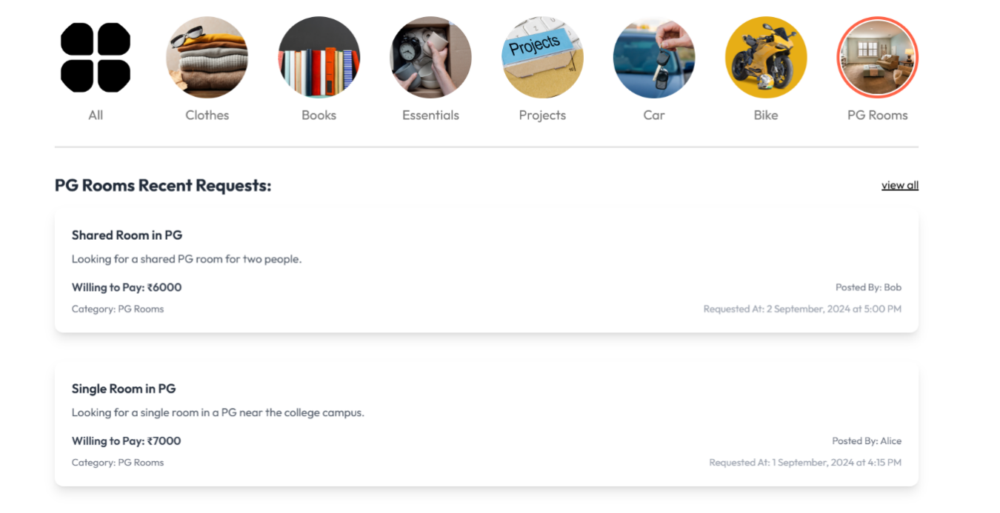 Projects
All
Clothes
Books
Essentials
Projects
Car
Bike
PG Rooms
PG Rooms Recent Requests:
view all
Shared Room in PG
Looking for a shared PG room for two people.
Willing to Pay: ₹6000
Posted By: Bob
Category: PG Rooms
Requested At: 2 September, 2024 at 5:00 PM
Single Room in PG
Looking for a single room in a PG near the college campus.
Willing to Pay: ₹7000
Posted By: Alice
Category: PG Rooms
Requested At: 1 September, 2024 at 4:15 PM